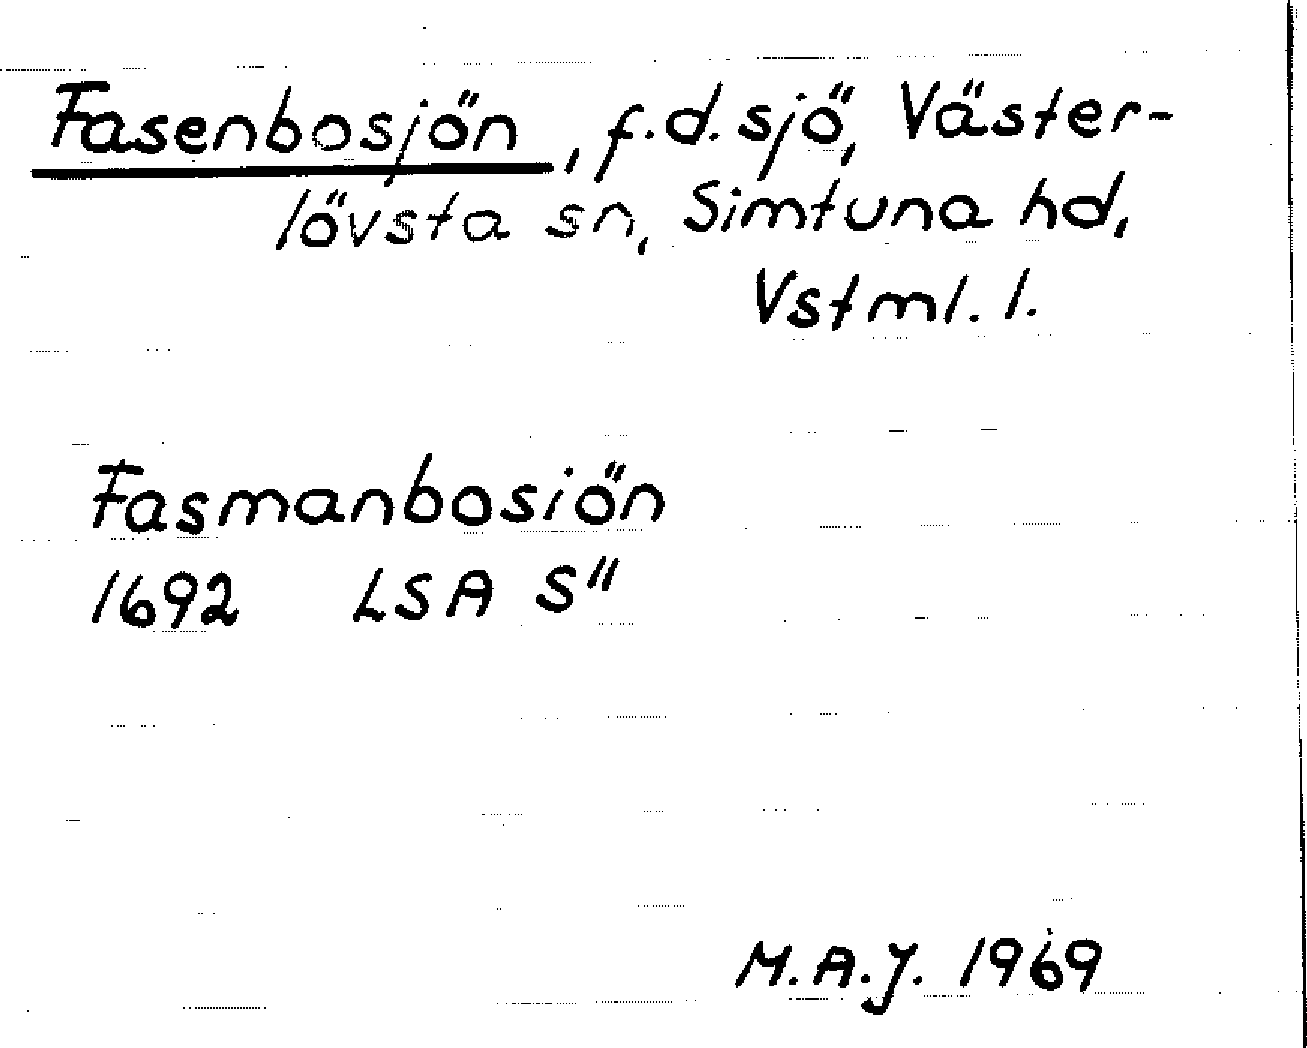 Fasenbosjön, f.d. sjö, Väster-
lövsta sn, Simtuna hd,
Vstml. l.
Fasmanbosiön
1692 LSA S"
M.A.J. 1969